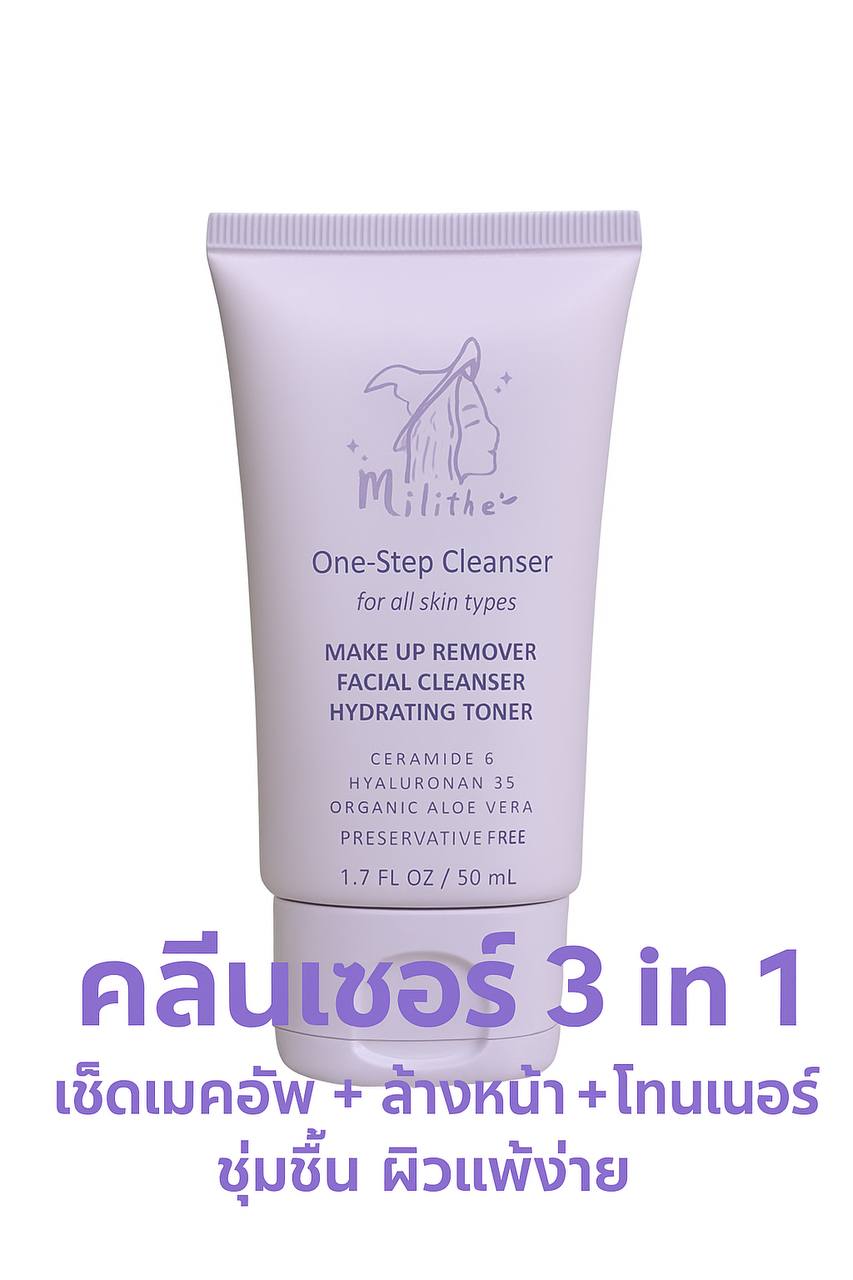 Milithe
One-Step Cleanser
for all skin types
MAKE UP REMOVER
FACIAL CLEANSER
HYDRATING TONER
CERAMIDE 6
HYALURONAN 35
ORGANIC ALOE VERA
PRESERVATIVE FREE
1.7 FL OZ / 50 mL
คลีนเซอร์ 3 in 1
เช็ดเมคอัพ + ล้างหน้า + โทนเนอร์
ชุ่มชื้น ผิวแพ้ง่าย